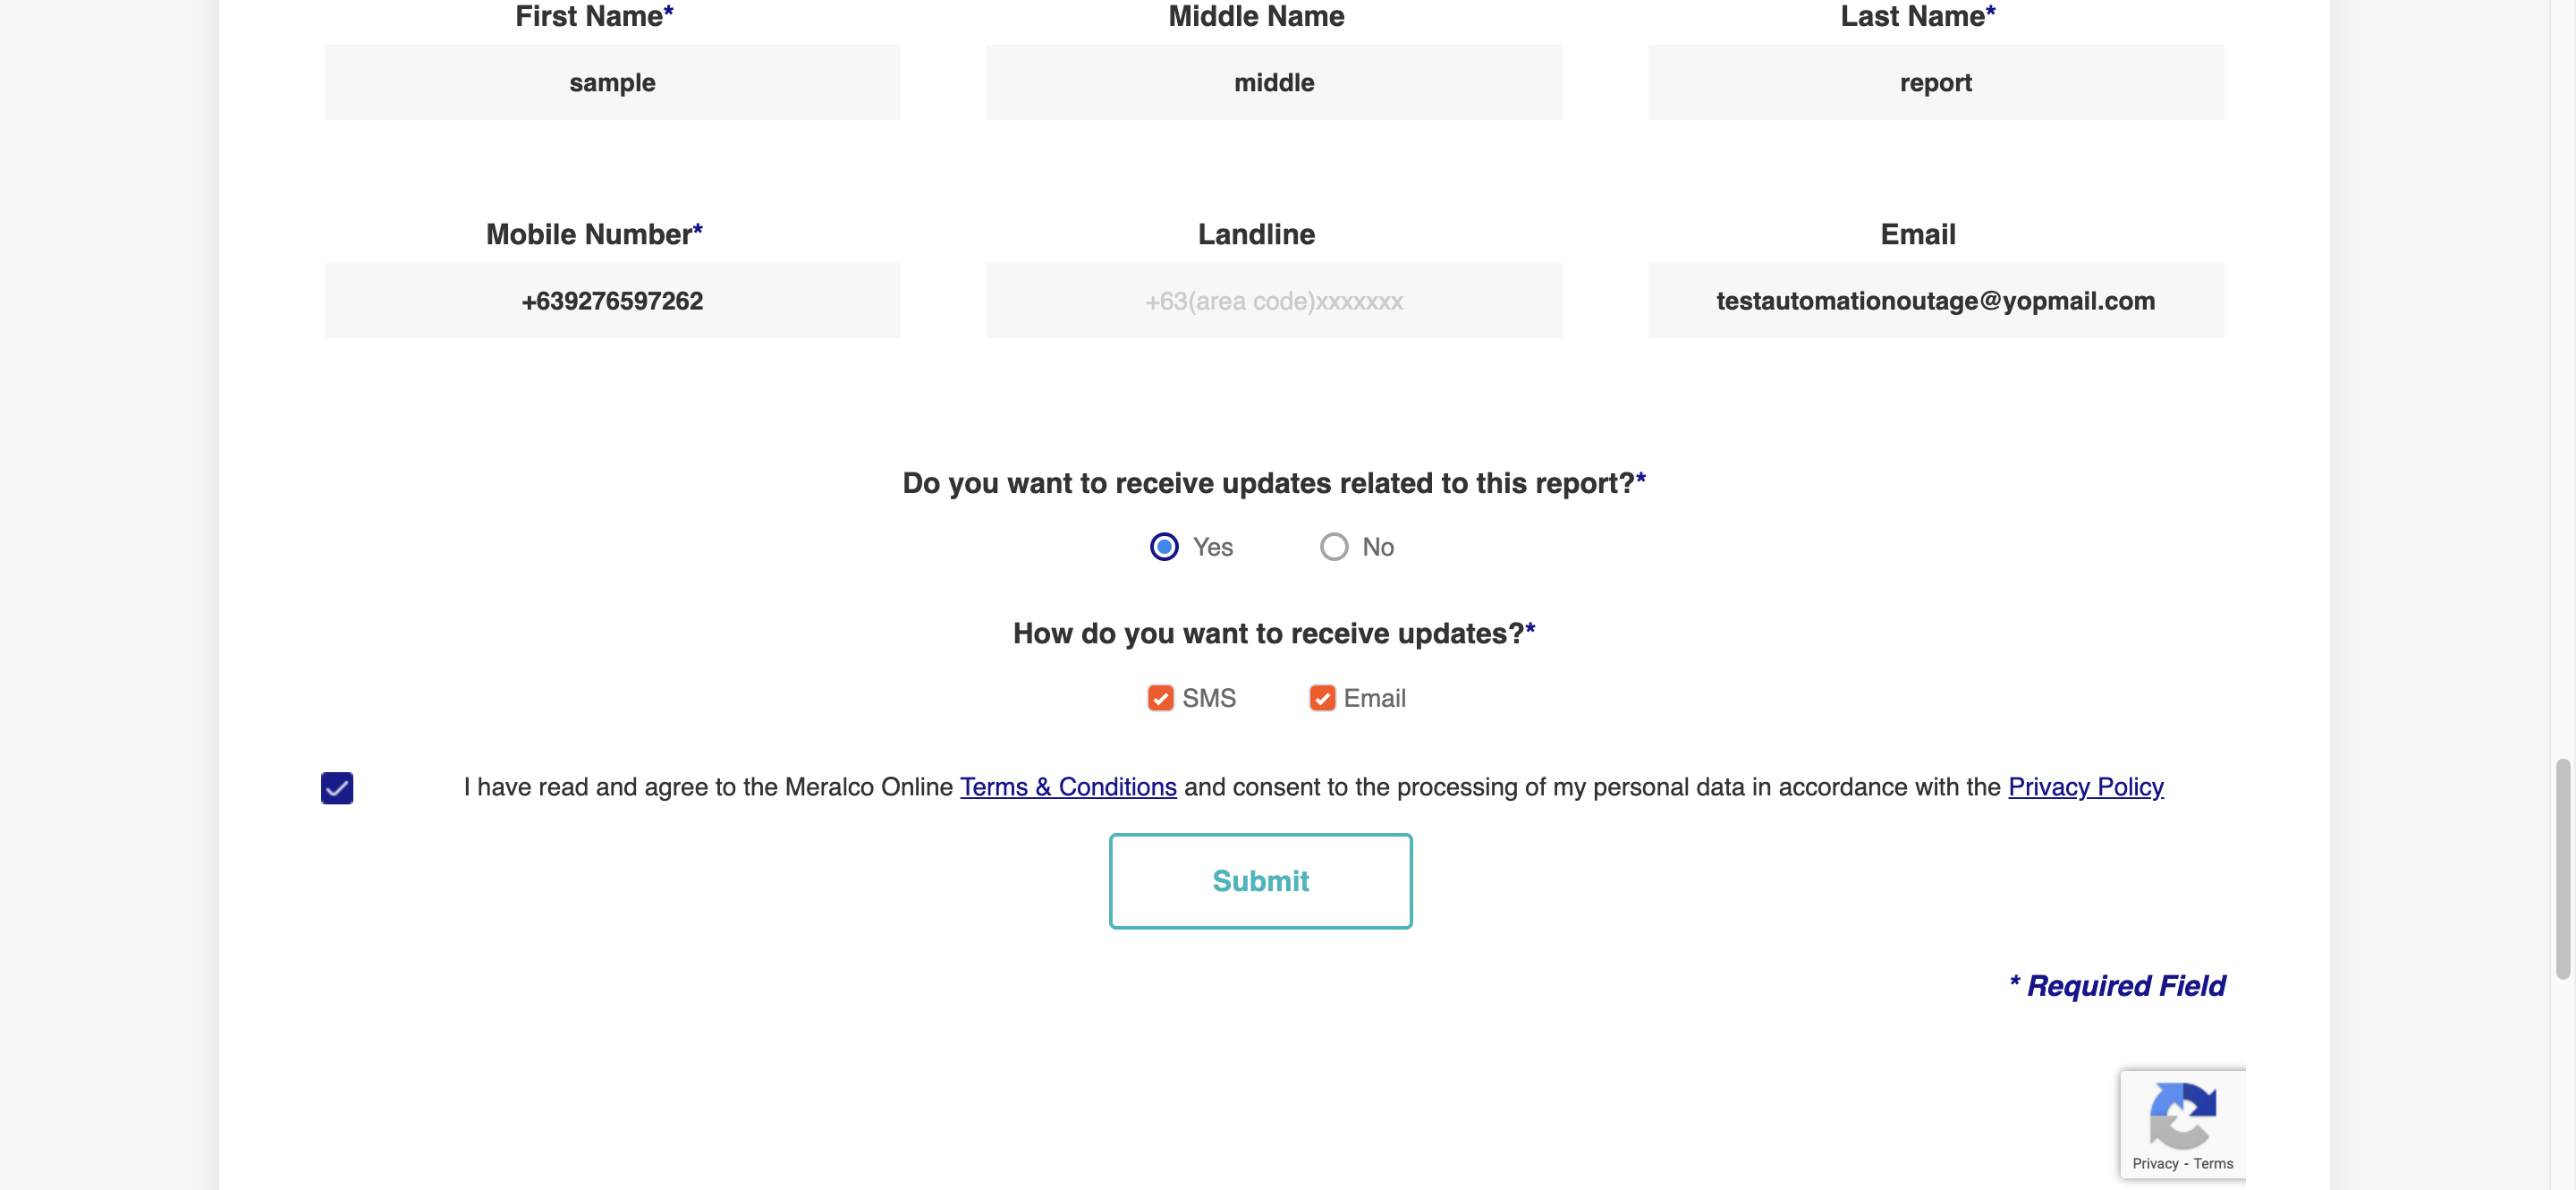 First Name* Middle Name Last Name*
sample middle report
Mobile Number* Landline Email
+639276597262 +63(area code)xxxxxxx testautomationoutage@yopmail.com
Do you want to receive updates related to this report?*
Yes No
How do you want to receive updates?*
SMS Email
I have read and agree to the Meralco Online Terms & Conditions and consent to the processing of my personal data in accordance with the Privacy Policy
Submit
* Required Field
Privacy - Terms